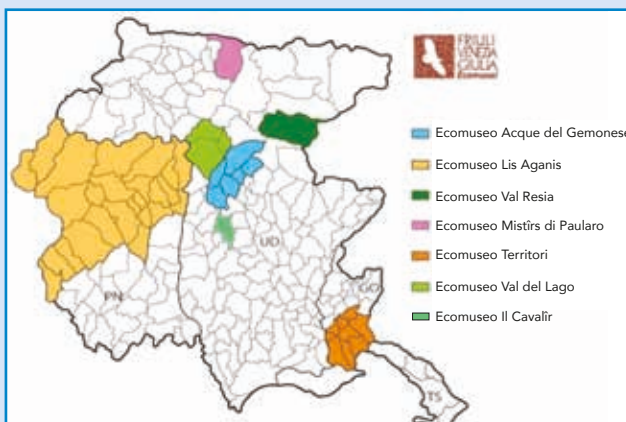 FRIULI
VENEZIA
GIULIA
Ecomusei
Ecomuseo Acque del Gemonese
Ecomuseo Lis Aganis
Ecomuseo Val Resia
Ecomuseo Mistîrs di Paularo
Ecomuseo Territori
Ecomuseo Val del Lago
Ecomuseo Il Cavalîr
UD
PN
GO
TS